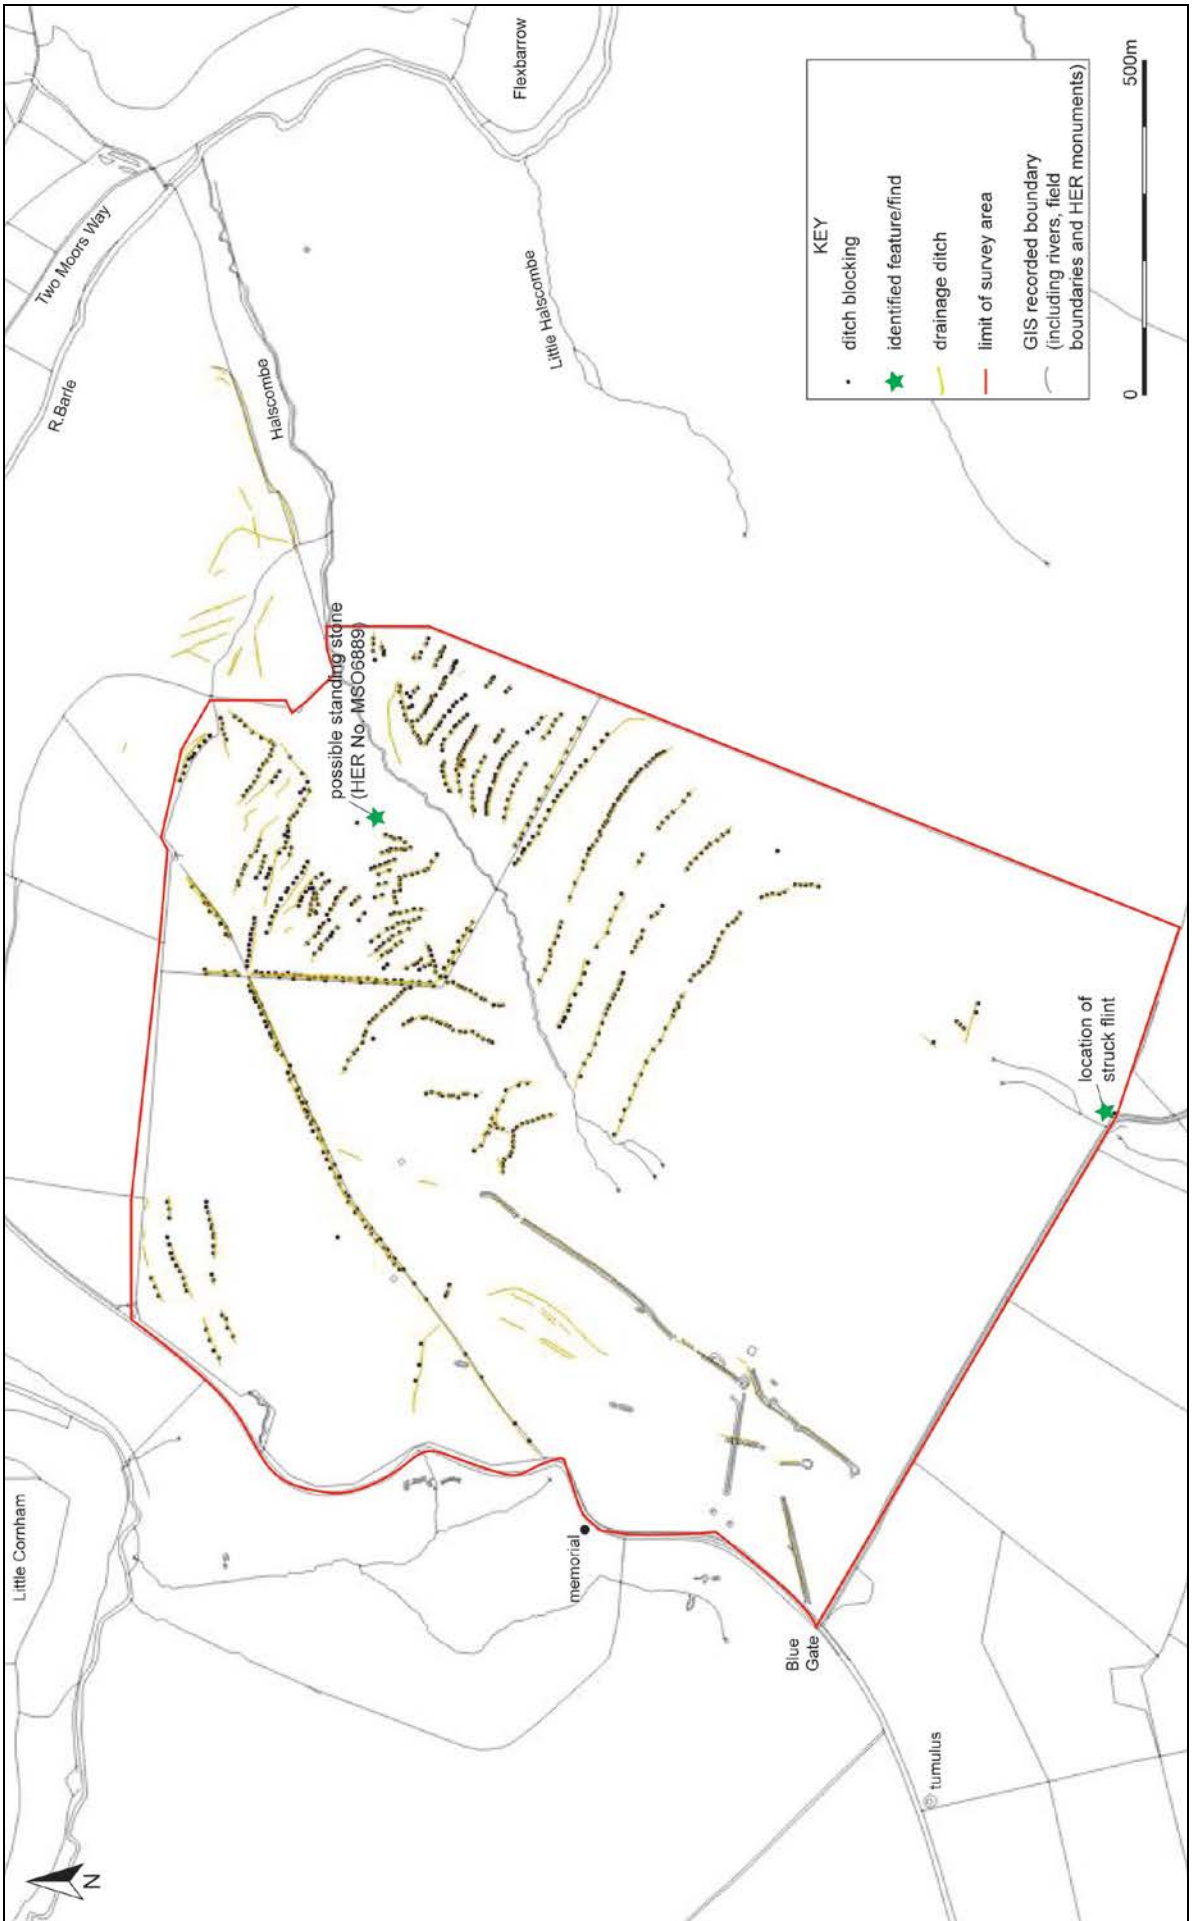 Little Cornham
R.Barle
Two Moors Way
Flexbarrow
Halscombe
Little Halscombe
possible standing stone
(HER No. MSO6889)
memorial
Blue
Gate
tumulus
location of
struck flint
N
KEY
ditch blocking
identified feature/find
drainage ditch
limit of survey area
GIS recorded boundary
(including rivers, field
boundaries and HER monuments)
0
500m